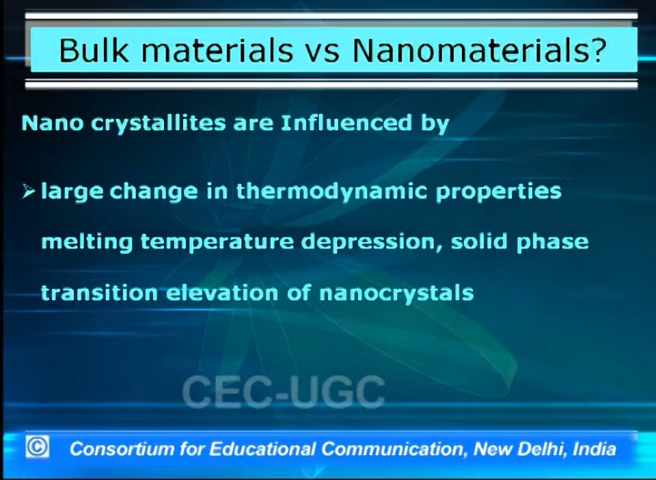 Bulk materials vs Nanomaterials?
Nano crystallites are Influenced by
➢ large change in thermodynamic properties
melting temperature depression, solid phase
transition elevation of nanocrystals
CEC-UGC
© Consortium for Educational Communication, New Delhi, India